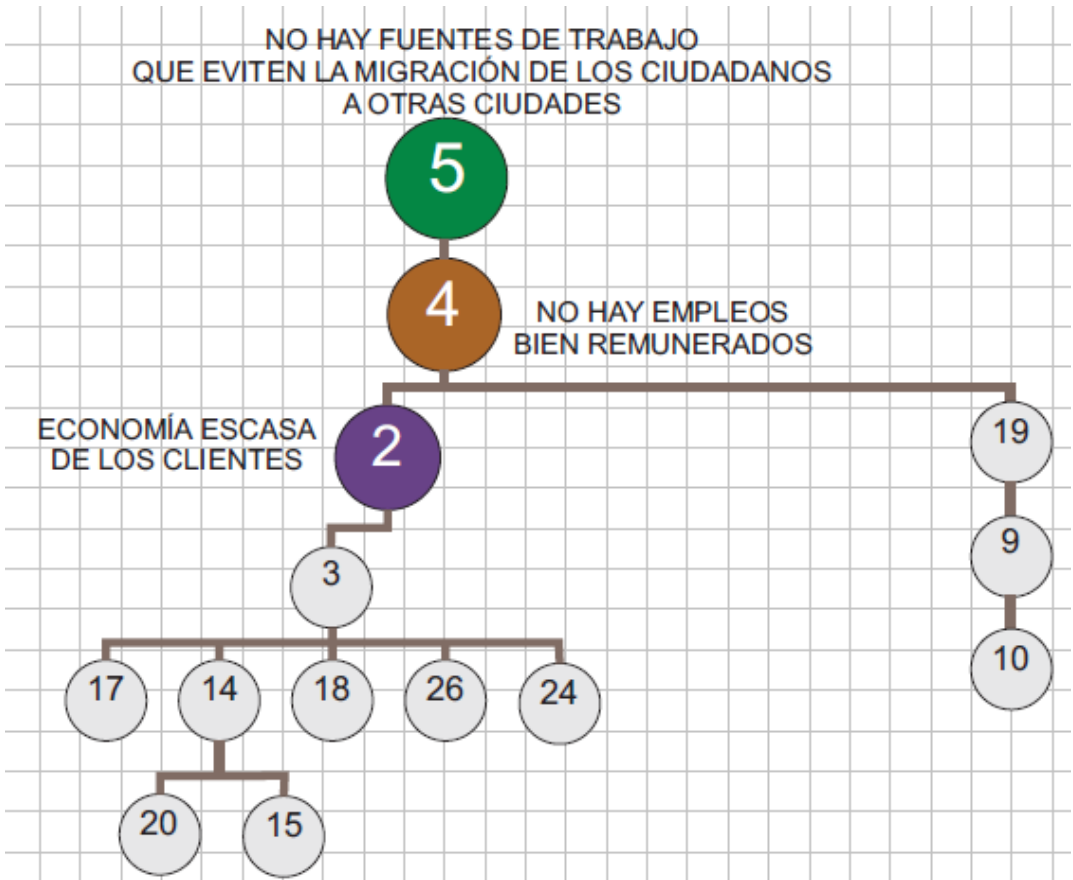 NO HAY FUENTES DE TRABAJO
QUE EVITEN LA MIGRACIÓN DE LOS CIUDADANOS
A OTRAS CIUDADES
5
4
NO HAY EMPLEOS
BIEN REMUNERADOS
ECONOMÍA ESCASA
DE LOS CLIENTES
2
19
9
3
10
17
14
18
26
24
20
15